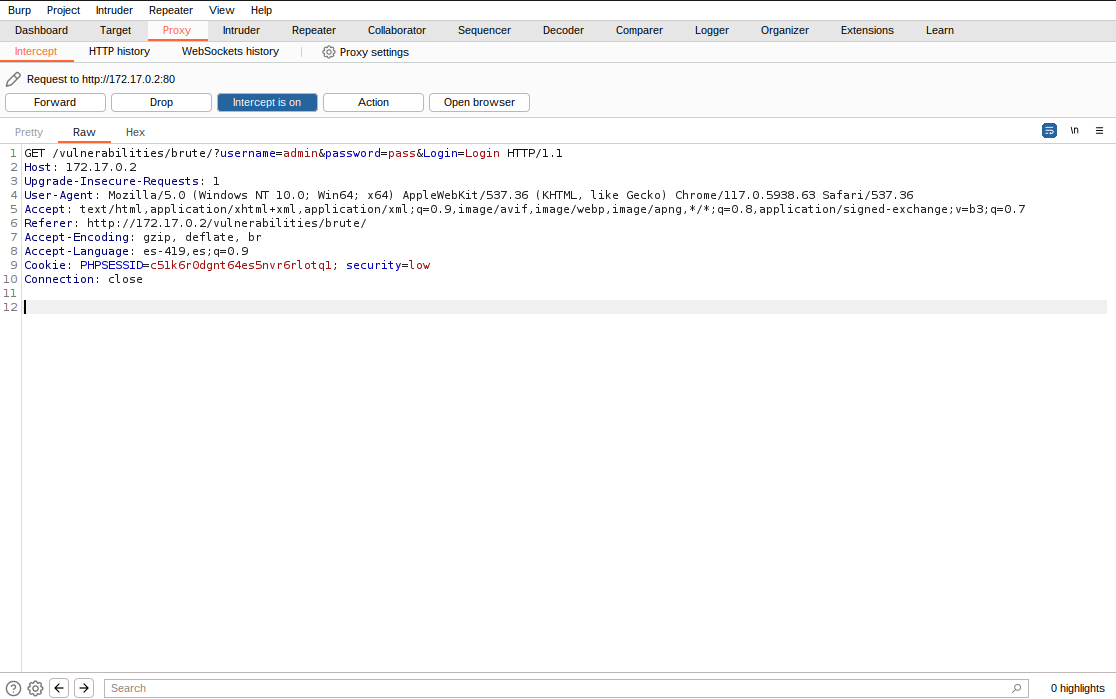 Burp Project Intruder Repeater View Help
Dashboard Target Proxy Intruder Repeater Collaborator Sequencer Decoder Comparer Logger Organizer Extensions Learn
Intercept HTTP history WebSockets history Proxy settings
Request to http://172.17.0.2:80
Forward Drop Intercept is on Action Open browser
Pretty Raw Hex \n
1 GET /vulnerabilities/brute/?username=admin&password=pass&Login=Login HTTP/1.1
2 Host: 172.17.0.2
3 Upgrade-Insecure-Requests: 1
4 User-Agent: Mozilla/5.0 (Windows NT 10.0; Win64; x64) AppleWebKit/537.36 (KHTML, like Gecko) Chrome/117.0.5938.63 Safari/537.36
5 Accept: text/html,application/xhtml+xml,application/xml;q=0.9,image/avif,image/webp,image/apng,*/*;q=0.8,application/signed-exchange;v=b3;q=0.7
6 Referer: http://172.17.0.2/vulnerabilities/brute/
7 Accept-Encoding: gzip, deflate, br
8 Accept-Language: es-419,es;q=0.9
9 Cookie: PHPSESSID=c51k6r0dgnt64es5nvr6rlotq1; security=low
10 Connection: close
11
12
Search 0 highlights